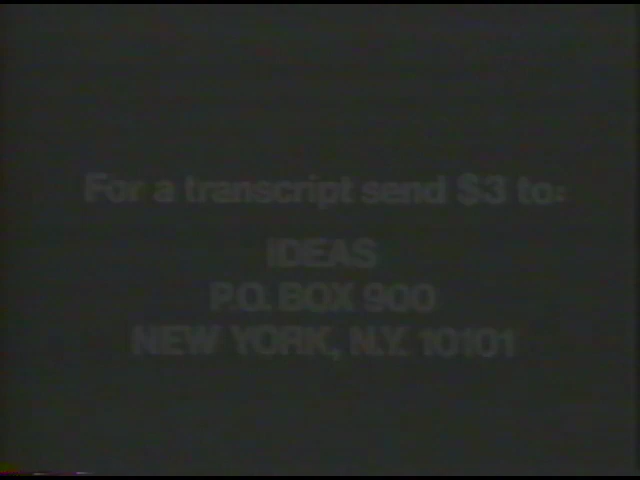 For a transcript send $3 to:
IDEAS
P.O. BOX 900
NEW YORK, N.Y. 10101